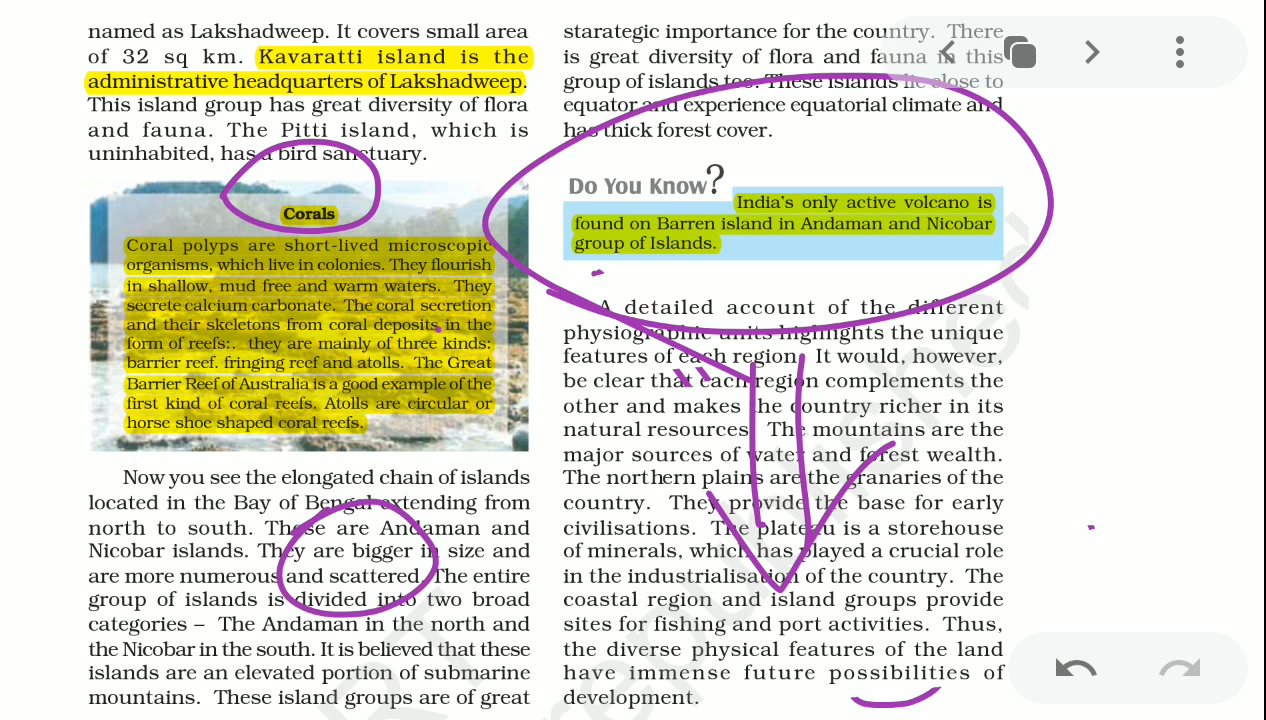 named as Lakshadweep. It covers small area
of 32 sq km. Kavaratti island is the
administrative headquarters of Lakshadweep.
This island group has great diversity of flora
and fauna. The Pitti island, which is
uninhabited, has a bird sanctuary.
Corals
Coral polyps are short-lived microscopic
organisms, which live in colonies. They flourish
in shallow, mud free and warm waters. They
secrete calcium carbonate. The coral secretion
and their skeletons from coral deposits in the
form of reefs:. they are mainly of three kinds:
barrier reef. fringing reef and atolls. The Great
Barrier Reef of Australia is a good example of the
first kind of coral reefs. Atolls are circular or
horse shoe shaped coral reefs.
Now you see the elongated chain of islands
located in the Bay of Bengal extending from
north to south. These are Andaman and
Nicobar islands. They are bigger in size and
are more numerous and scattered. The entire
group of islands is divided into two broad
categories – The Andaman in the north and
the Nicobar in the south. It is believed that these
islands are an elevated portion of submarine
mountains. These island groups are of great
starategic importance for the country. There
is great diversity of flora and fauna in this
group of islands too. These islands lie close to
equator and experience equatorial climate and
has thick forest cover.
Do You Know?
India's only active volcano is
found on Barren island in Andaman and Nicobar
group of Islands.
A detailed account of the different
physiographic units highlights the unique
features of each region. It would, however,
be clear that each region complements the
other and makes the country richer in its
natural resources. The mountains are the
major sources of water and forest wealth.
The northern plains are the granaries of the
country. They provide the base for early
civilisations. The plateau is a storehouse
of minerals, which has played a crucial role
in the industrialisation of the country. The
coastal region and island groups provide
sites for fishing and port activities. Thus,
the diverse physical features of the land
have immense future possibilities of
development.